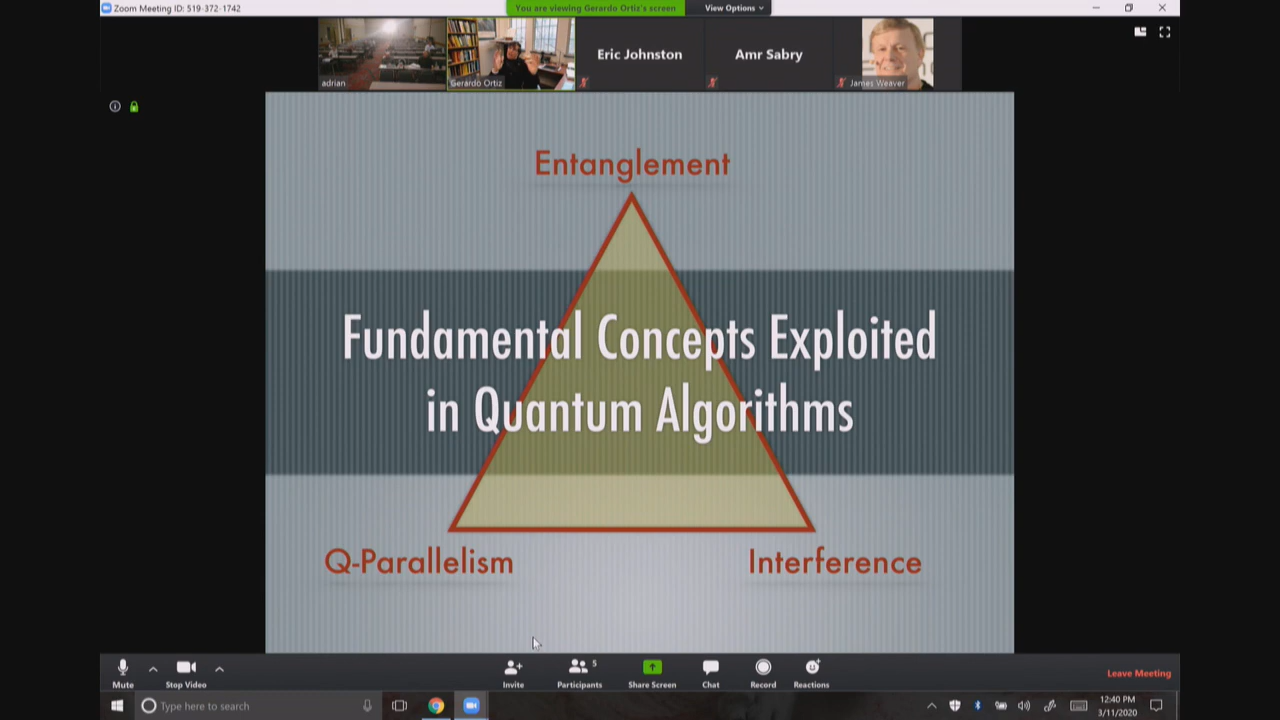 Zoom Meeting ID: 519-372-1742
You are viewing Gerardo Ortiz's screen
View Options
adrian
Gerardo Ortiz
Eric Johnston
Amr Sabry
James Weaver
Entanglement
Fundamental Concepts Exploited
in Quantum Algorithms
Q-Parallelism
Interference
Mute
Stop Video
Invite
5
Participants
Share Screen
Chat
Record
Reactions
Leave Meeting
Type here to search
12:40 PM
3/11/2020